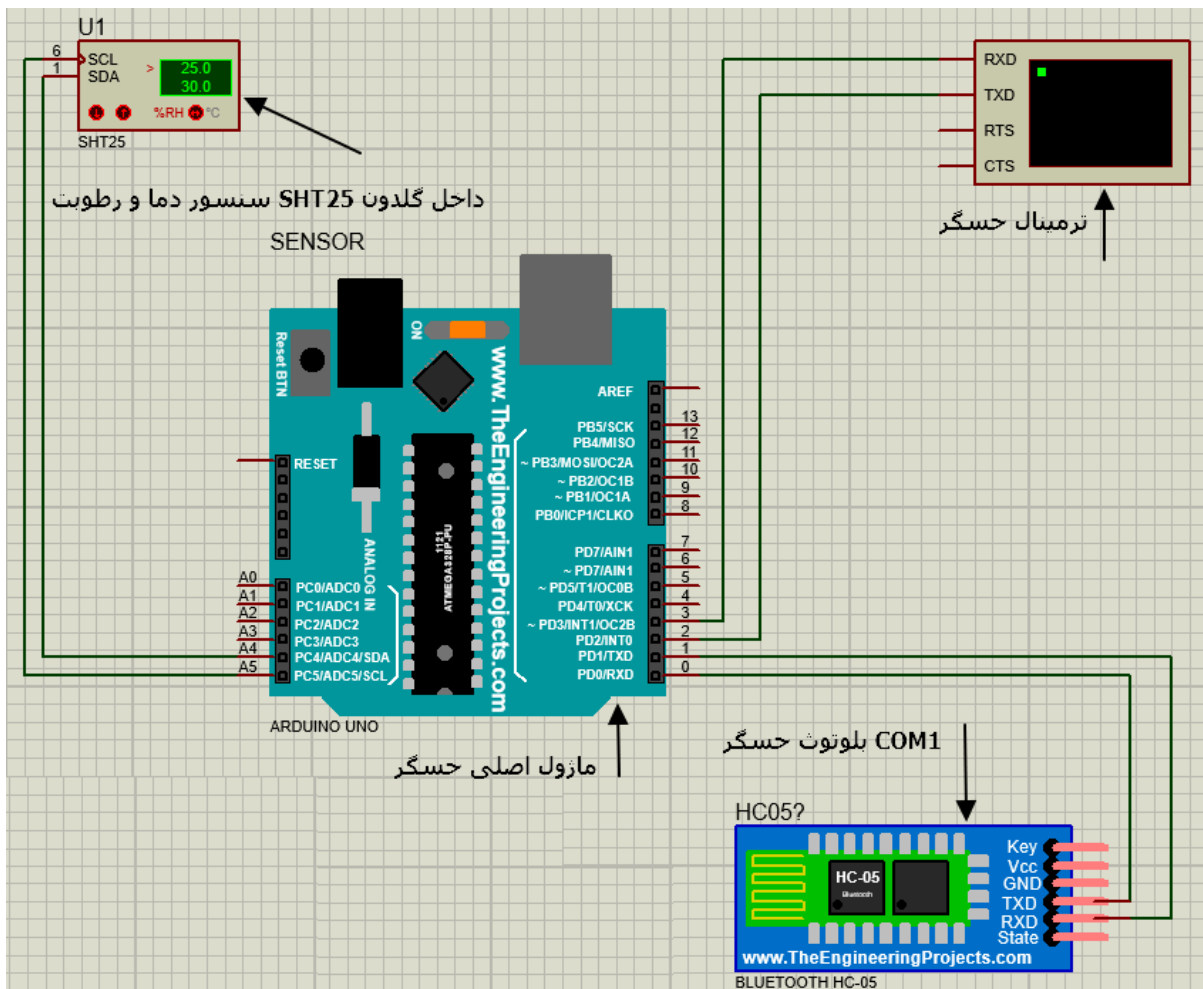 U1
6
SCL
1
SDA
>
25.0
30.0
%RH
°C
SHT25
سنسور دما و رطوبت SHT25 داخل گلدون
RXD
TXD
RTS
CTS
ترمینال حسگر
SENSOR
Reset BTN
ON
www.TheEngineeringProjects.com
AREF
PB5/SCK 13
PB4/MISO 12
~ PB3/MOSI/OC2A 11
~ PB2/OC1B 10
~ PB1/OC1A 9
PB0/ICP1/CLKO 8
RESET
ANALOG IN
1121
ATMEGA328P-PU
PD7/AIN1 7
~ PD7/AIN1 6
~ PD5/T1/OC0B 5
PD4/T0/XCK 4
~ PD3/INT1/OC2B 3
PD2/INT0 2
PD1/TXD 1
PD0/RXD 0
A0 PC0/ADC0
A1 PC1/ADC1
A2 PC2/ADC2
A3 PC3/ADC3
A4 PC4/ADC4/SDA
A5 PC5/ADC5/SCL
ARDUINO UNO
ماژول اصلی حسگر
بلوتوث حسگر COM1
HC05?
HC-05
Bluetooth
Key
Vcc
GND
TXD
RXD
State
www.TheEngineeringProjects.com
BLUETOOTH HC-05